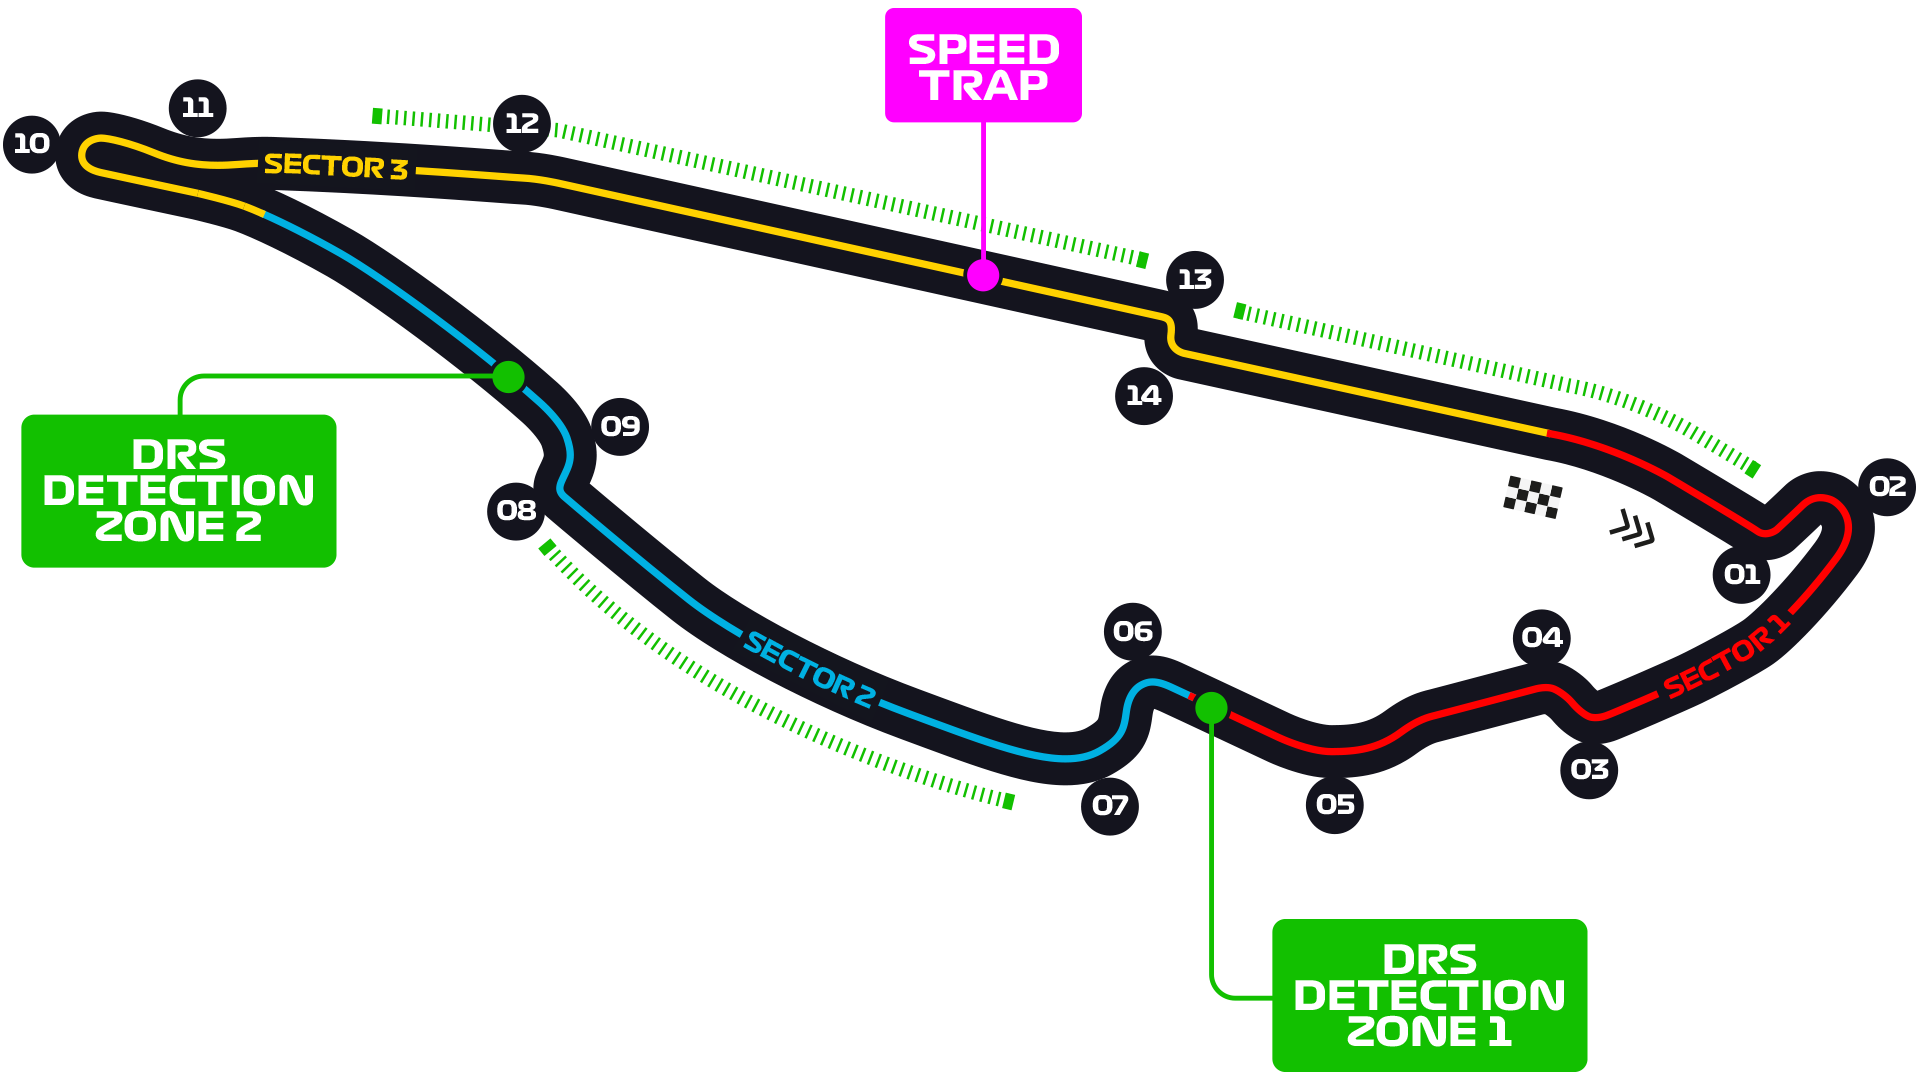 SPEED
TRAP
11
12
10
SECTOR 3
13
14
09
DRS
DETECTION
ZONE 2
08
02
01
SECTOR 2
06
04
SECTOR 1
07
05
03
DRS
DETECTION
ZONE 1